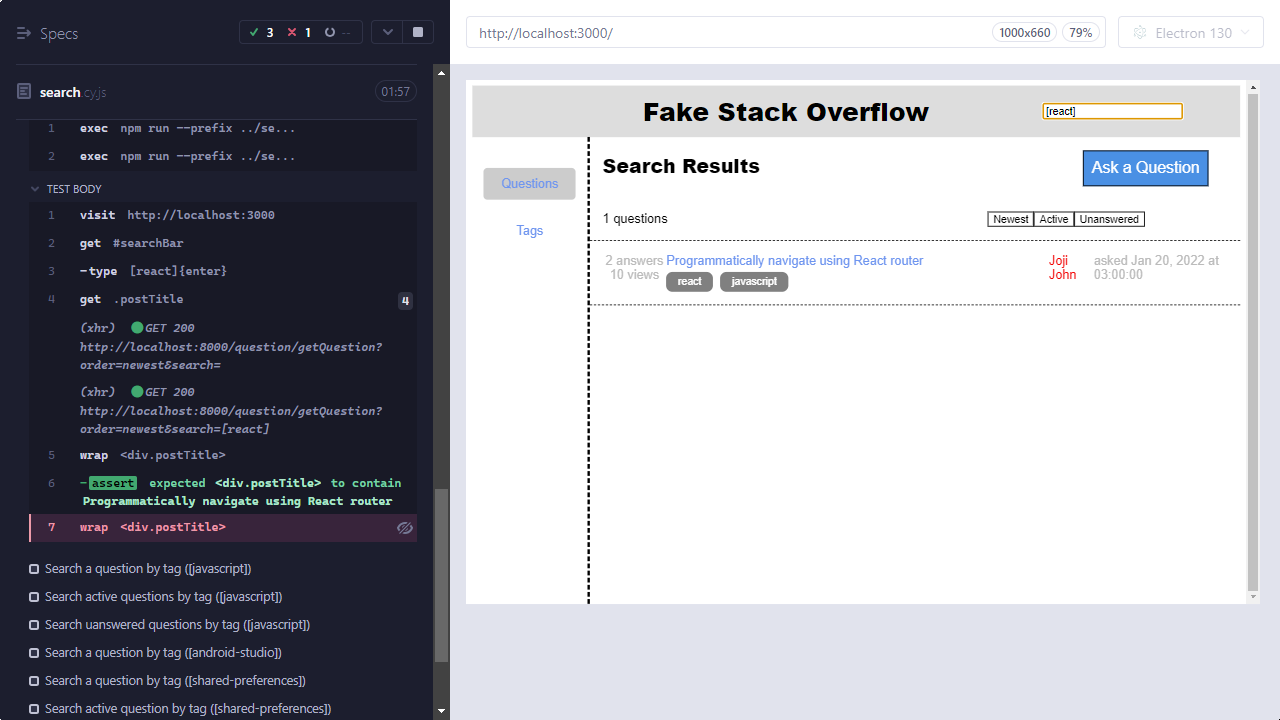 Specs
3
1
--
search.cy.js
01:57
1 exec npm run --prefix ../se...
2 exec npm run --prefix ../se...
TEST BODY
1 visit http://localhost:3000
2 get #searchBar
3 -type [react]{enter}
4 get .postTitle 4
(xhr) GET 200
http://localhost:8000/question/getQuestion?
order=newest&search=
(xhr) GET 200
http://localhost:8000/question/getQuestion?
order=newest&search=[react]
5 wrap <div.postTitle>
6 -assert expected <div.postTitle> to contain
Programmatically navigate using React router
7 wrap <div.postTitle>
Search a question by tag ([javascript])
Search active questions by tag ([javascript])
Search uanswered questions by tag ([javascript])
Search a question by tag ([android-studio])
Search a question by tag ([shared-preferences])
Search active question by tag ([shared-preferences])
http://localhost:3000/
1000x660
79%
Electron 130
Fake Stack Overflow
[react]
Questions
Tags
Search Results
Ask a Question
1 questions
Newest Active Unanswered
2 answers Programmatically navigate using React router
10 views react javascript
Joji
John
asked Jan 20, 2022 at
03:00:00